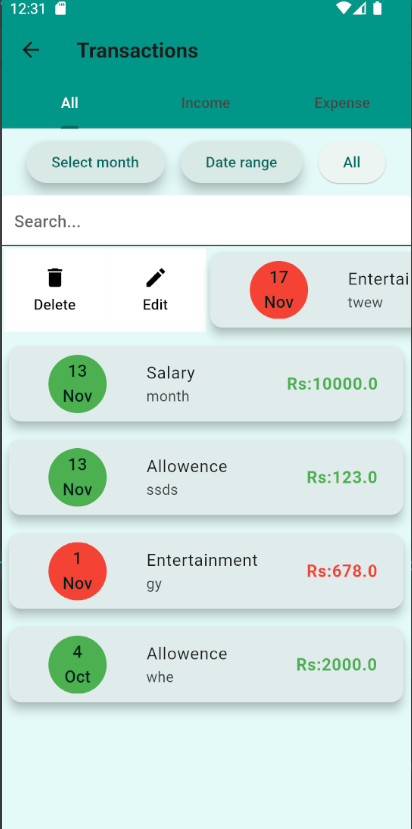 12:31
Transactions
All Income Expense
Select month Date range All
Search...
Delete Edit
17 Nov
Entertai
twew
13 Nov
Salary
month
Rs:10000.0
13 Nov
Allowence
ssds
Rs:123.0
1 Nov
Entertainment
gy
Rs:678.0
4 Oct
Allowence
whe
Rs:2000.0